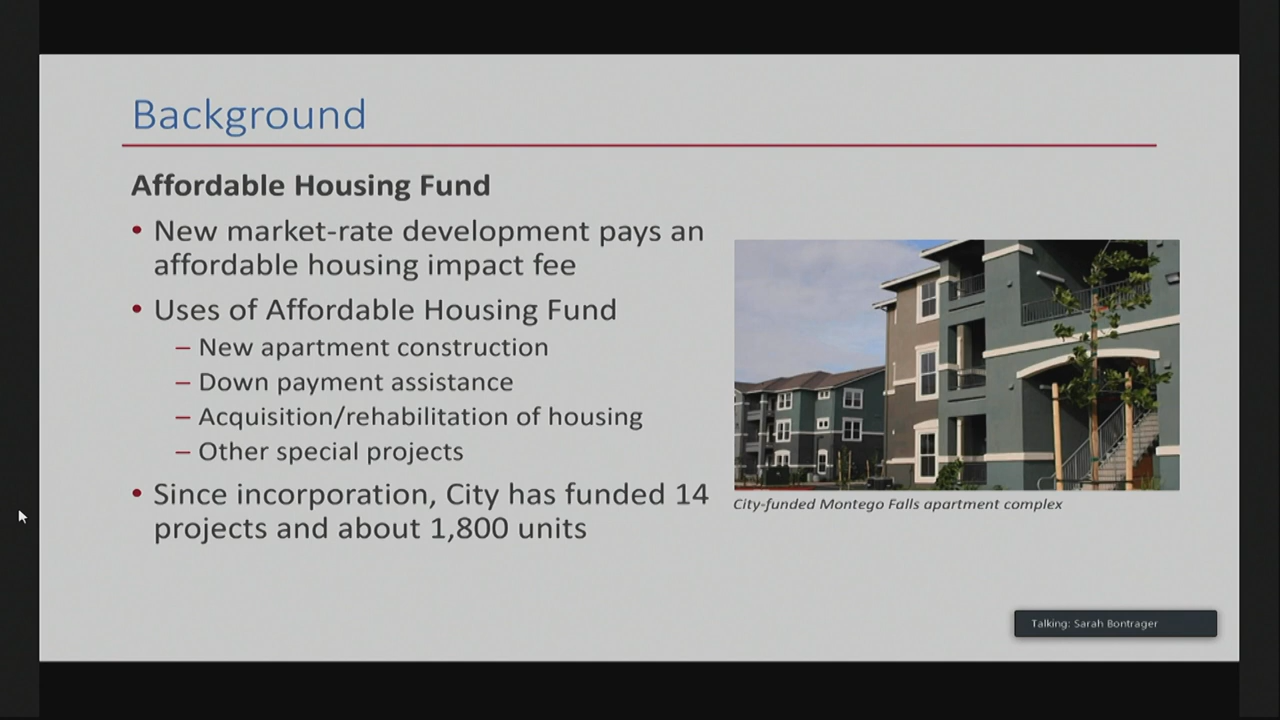 Background
Affordable Housing Fund
• New market-rate development pays an
affordable housing impact fee
• Uses of Affordable Housing Fund
– New apartment construction
– Down payment assistance
– Acquisition/rehabilitation of housing
– Other special projects
• Since incorporation, City has funded 14
projects and about 1,800 units
City-funded Montego Falls apartment complex
Talking: Sarah Bontrager